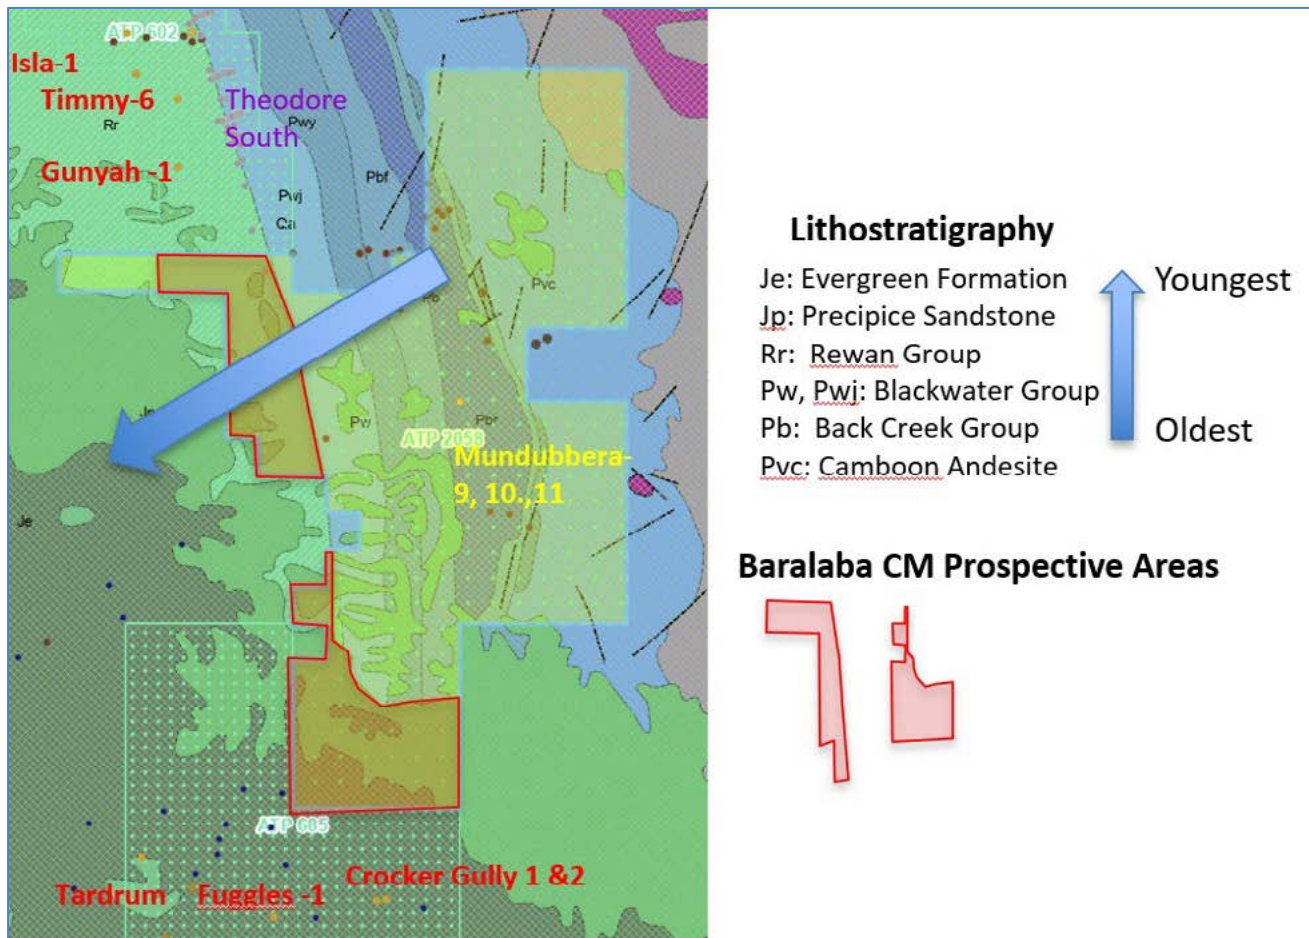 ATP 602
Isla-1
Timmy-6
Rr
Theodore
South
Pwy
Gunyah -1
Pbf
Pwj
Qa
Pvc
Pb
Pw
Pbr
ATP 2058
Mundubbera-
9, 10.,11
Je
ATP 685
Crocker Gully 1 &2
Tardrum Fuggles -1
Lithostratigraphy
Je: Evergreen Formation
Jp: Precipice Sandstone
Rr: Rewan Group
Pw, Pwj: Blackwater Group
Pb: Back Creek Group
Pvc: Camboon Andesite
Youngest
Oldest
Baralaba CM Prospective Areas